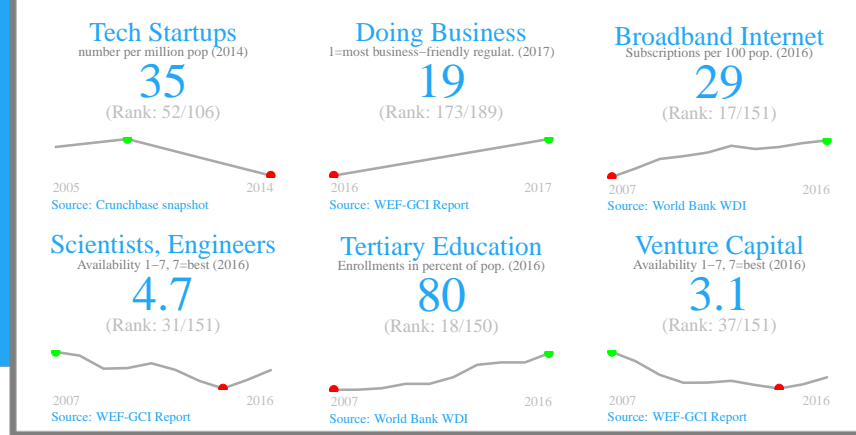 Tech Startups
number per million pop (2014)
35
(Rank: 52/106)
2005 2014
Source: Crunchbase snapshot
Doing Business
1=most business–friendly regulat. (2017)
19
(Rank: 173/189)
2016 2017
Source: WEF-GCI Report
Broadband Internet
Subscriptions per 100 pop. (2016)
29
(Rank: 17/151)
2007 2016
Source: World Bank WDI
Scientists, Engineers
Availability 1–7, 7=best (2016)
4.7
(Rank: 31/151)
2007 2016
Source: WEF-GCI Report
Tertiary Education
Enrollments in percent of pop. (2016)
80
(Rank: 18/150)
2007 2016
Source: World Bank WDI
Venture Capital
Availability 1–7, 7=best (2016)
3.1
(Rank: 37/151)
2007 2016
Source: WEF-GCI Report